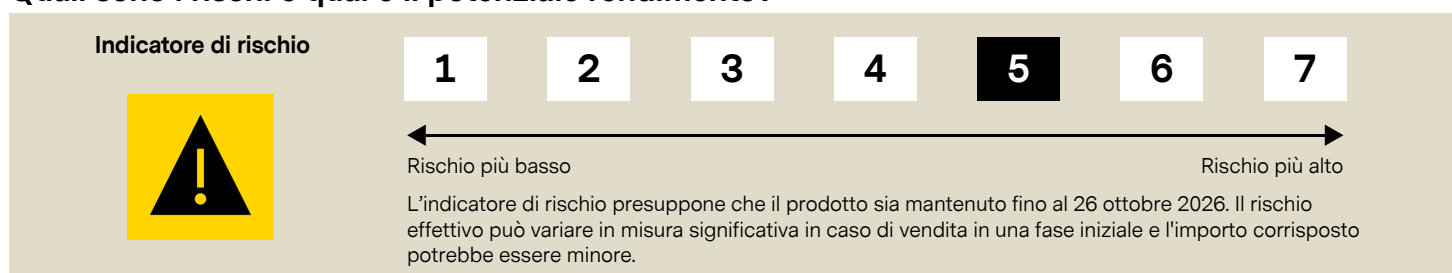 Indicatore di rischio
1 2 3 4 5 6 7
Rischio più basso Rischio più alto
L'indicatore di rischio presuppone che il prodotto sia mantenuto fino al 26 ottobre 2026. Il rischio
effettivo può variare in misura significativa in caso di vendita in una fase iniziale e l'importo corrisposto
potrebbe essere minore.